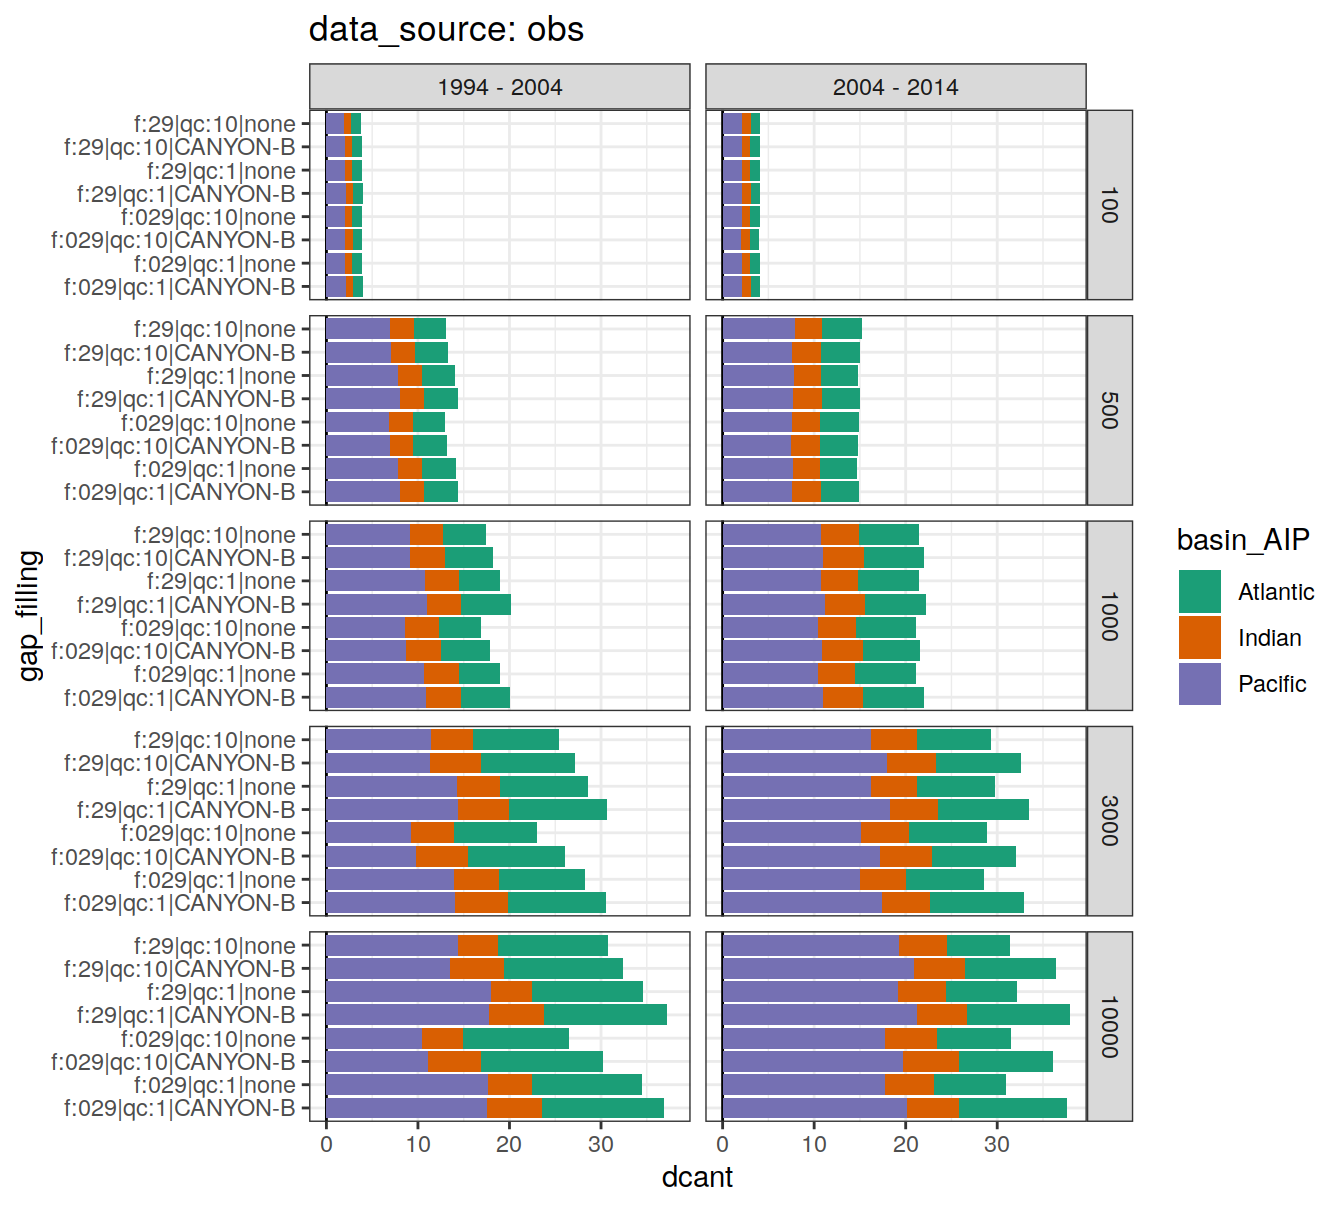 data_source: obs
1994 - 2004
2004 - 2014
f:29|qc:10|none
f:29|qc:10|CANYON-B
f:29|qc:1|none
f:29|qc:1|CANYON-B
f:029|qc:10|none
f:029|qc:10|CANYON-B
f:029|qc:1|none
f:029|qc:1|CANYON-B
100
f:29|qc:10|none
f:29|qc:10|CANYON-B
f:29|qc:1|none
f:29|qc:1|CANYON-B
f:029|qc:10|none
f:029|qc:10|CANYON-B
f:029|qc:1|none
f:029|qc:1|CANYON-B
500
f:29|qc:10|none
f:29|qc:10|CANYON-B
f:29|qc:1|none
f:29|qc:1|CANYON-B
f:029|qc:10|none
f:029|qc:10|CANYON-B
f:029|qc:1|none
f:029|qc:1|CANYON-B
1000
f:29|qc:10|none
f:29|qc:10|CANYON-B
f:29|qc:1|none
f:29|qc:1|CANYON-B
f:029|qc:10|none
f:029|qc:10|CANYON-B
f:029|qc:1|none
f:029|qc:1|CANYON-B
3000
f:29|qc:10|none
f:29|qc:10|CANYON-B
f:29|qc:1|none
f:29|qc:1|CANYON-B
f:029|qc:10|none
f:029|qc:10|CANYON-B
f:029|qc:1|none
f:029|qc:1|CANYON-B
10000
gap_filling
0 10 20 30
0 10 20 30
dcant
basin_AIP
Atlantic
Indian
Pacific